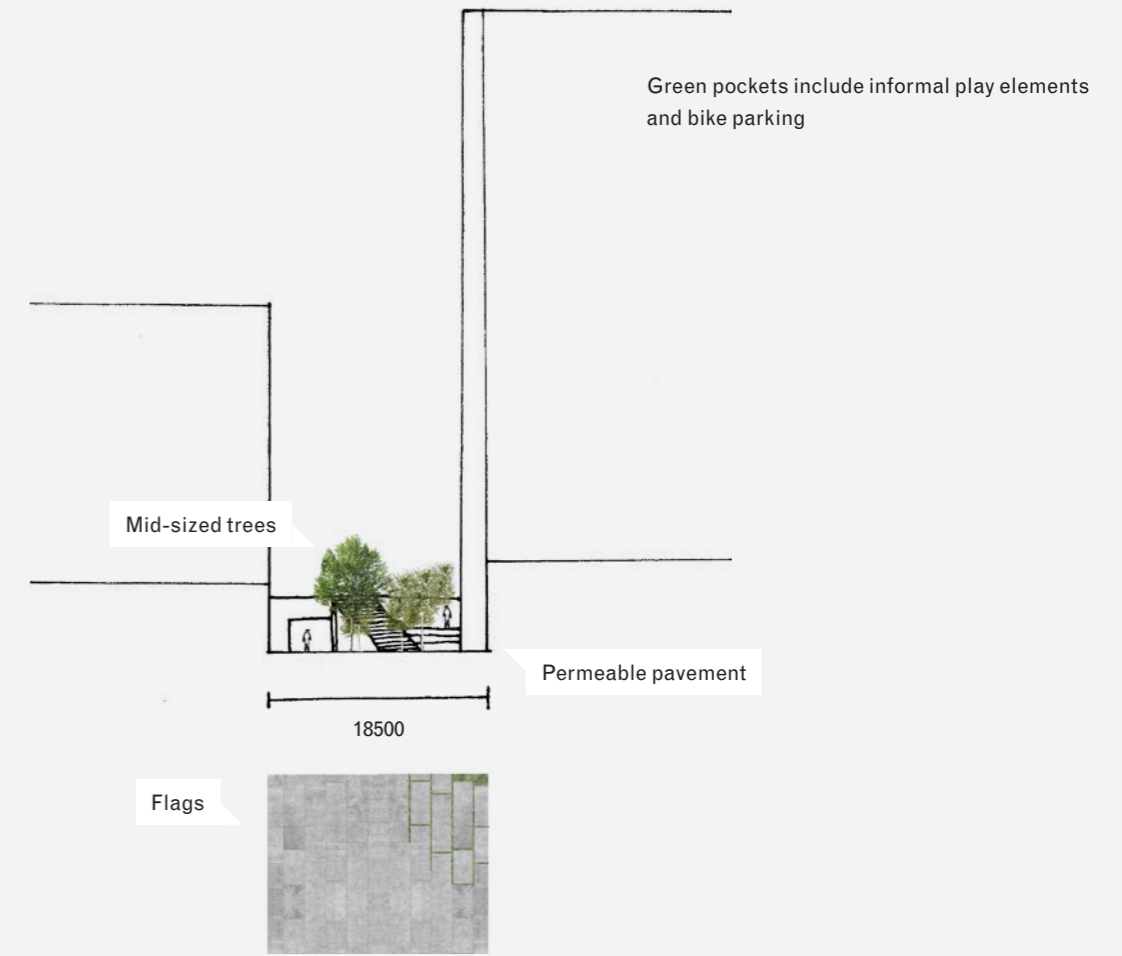 Green pockets include informal play elements
and bike parking
Mid-sized trees
Permeable pavement
18500
Flags